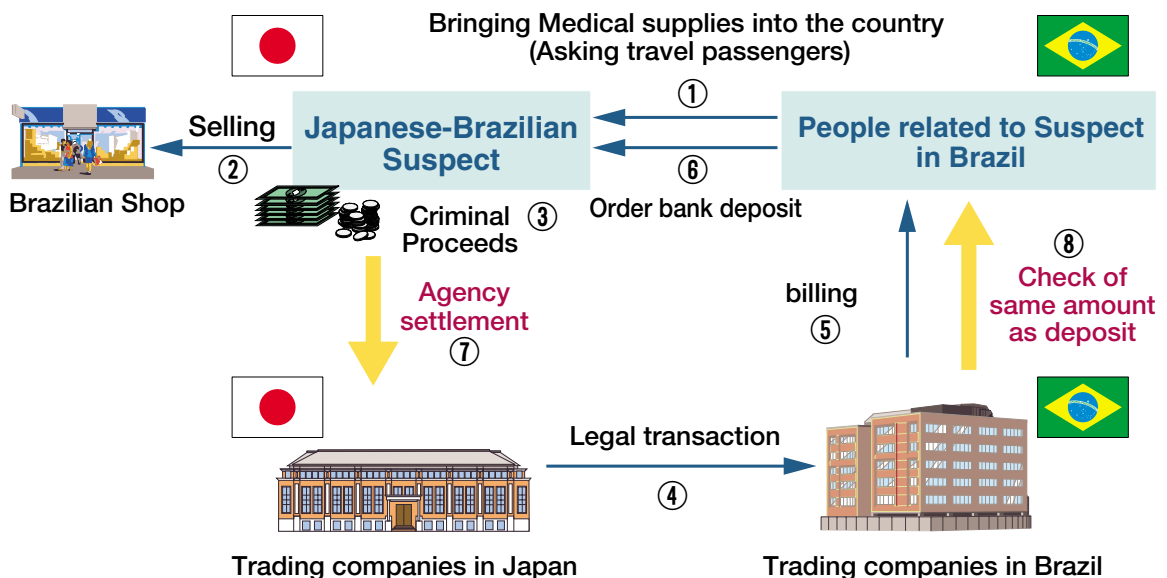 Bringing Medical supplies into the country
(Asking travel passengers)
①
Selling
②
Brazilian Shop
Japanese-Brazilian
Suspect
People related to Suspect
in Brazil
⑥
Order bank deposit
Criminal
Proceeds
③
Agency
settlement
⑦
billing
⑤
⑧
Check of
same amount
as deposit
Legal transaction
④
Trading companies in Japan
Trading companies in Brazil